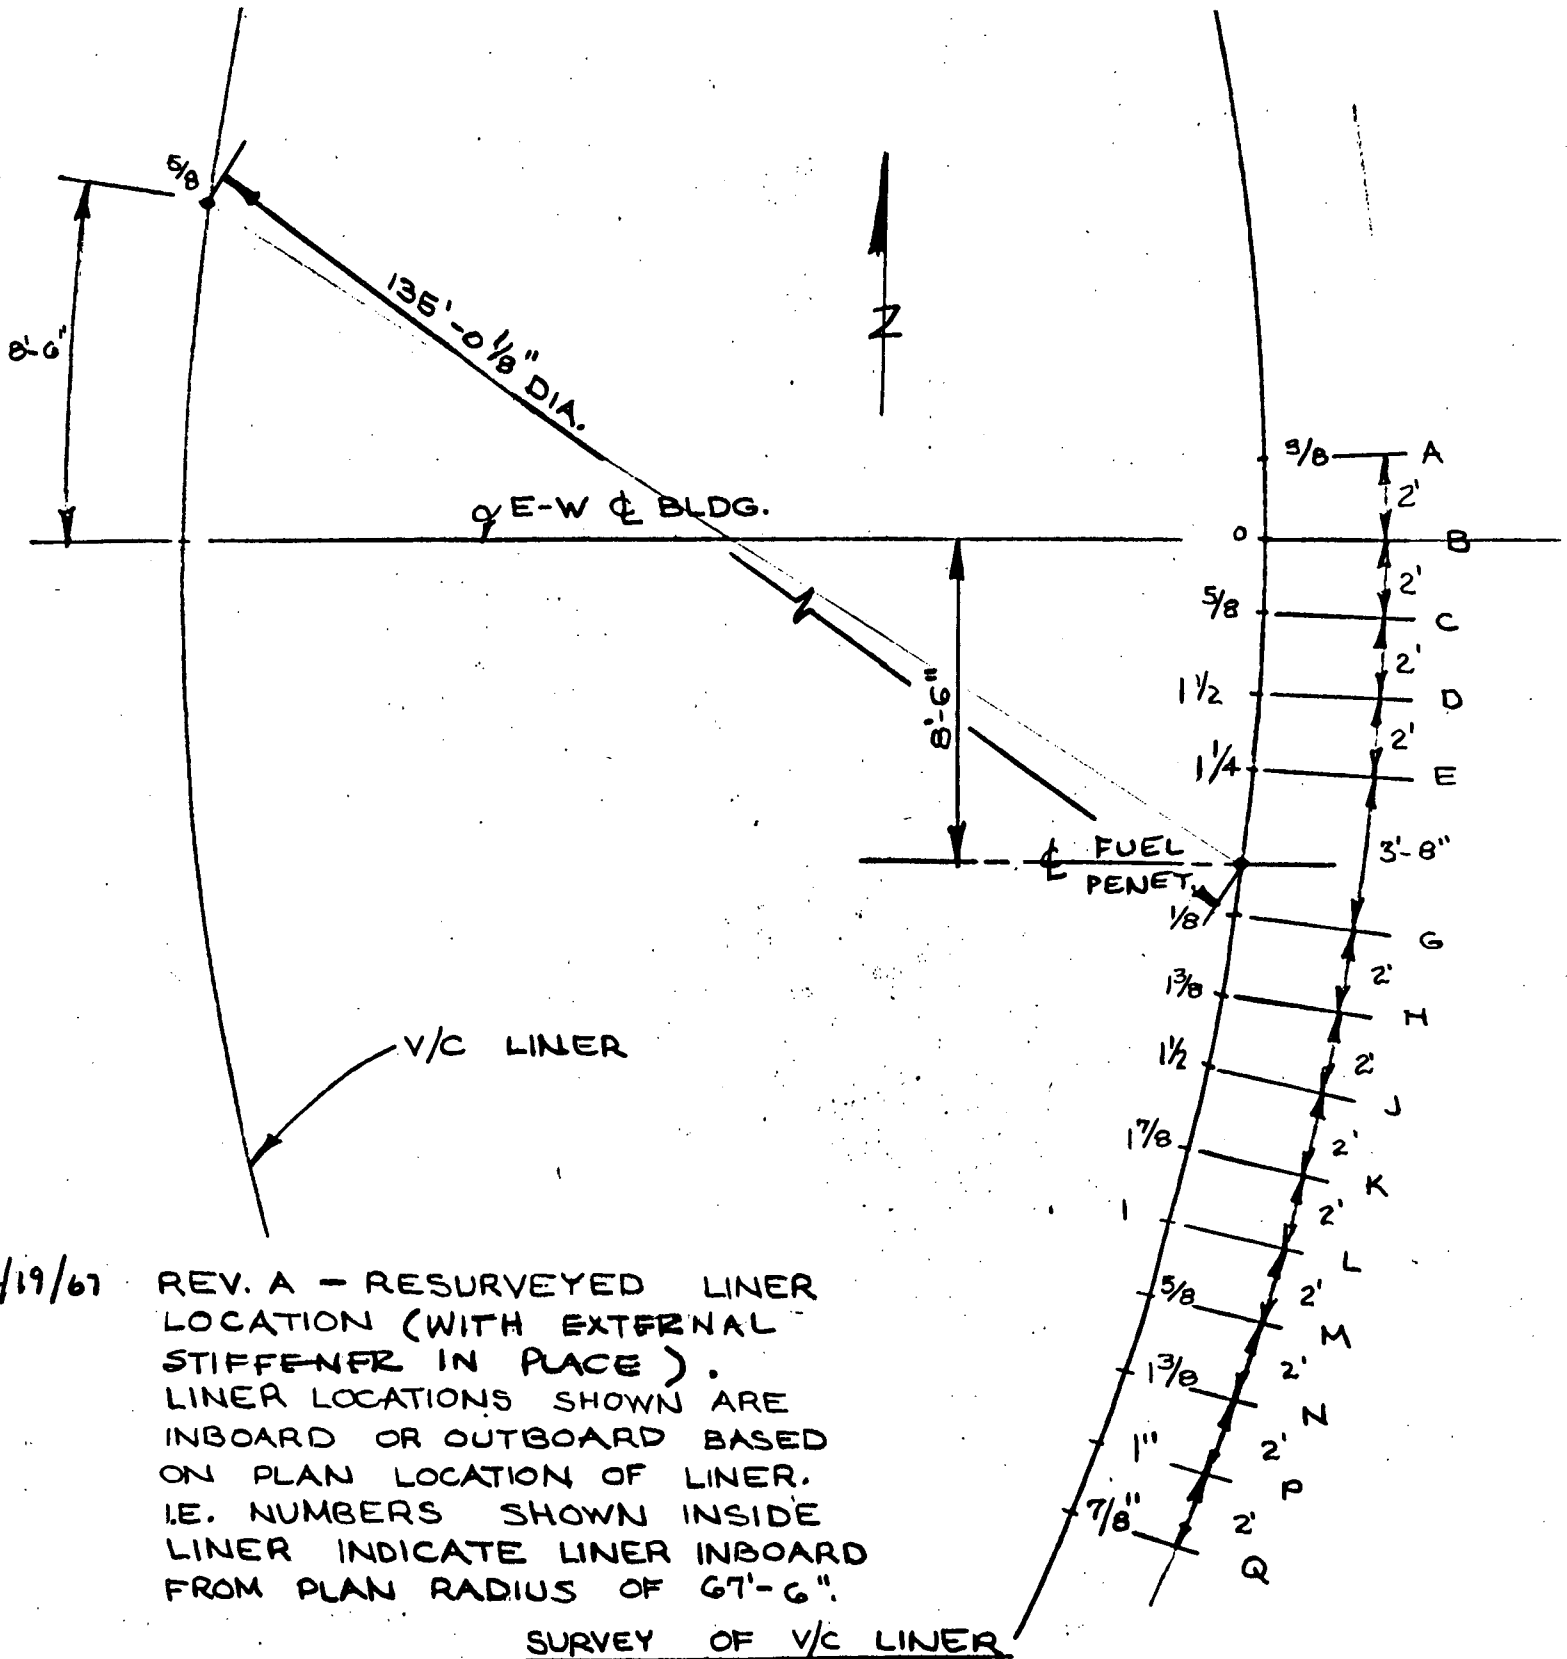 5/8
135'-0 1/8" DIA.
8'-6"
N
3/8 A
2'
℄ E-W ℄ BLDG.
0 B
2'
5/8 C
2'
1 1/2 D
2'
8'-6"
1 1/4 E
3'-8"
℄ FUEL
PENET.
1/8 G
2'
1 3/8 H
2'
V/C LINER
1 1/2 J
2'
1 7/8 K
2'
1 L
2'
5/8 M
2'
1 3/8 N
2'
1" P
2'
7/8" Q
/19/67 REV. A - RESURVEYED LINER
LOCATION (WITH EXTERNAL
STIFFENER IN PLACE).
LINER LOCATIONS SHOWN ARE
INBOARD OR OUTBOARD BASED
ON PLAN LOCATION OF LINER.
I.E. NUMBERS SHOWN INSIDE
LINER INDICATE LINER INBOARD
FROM PLAN RADIUS OF 67'-6".
SURVEY OF V/C LINER